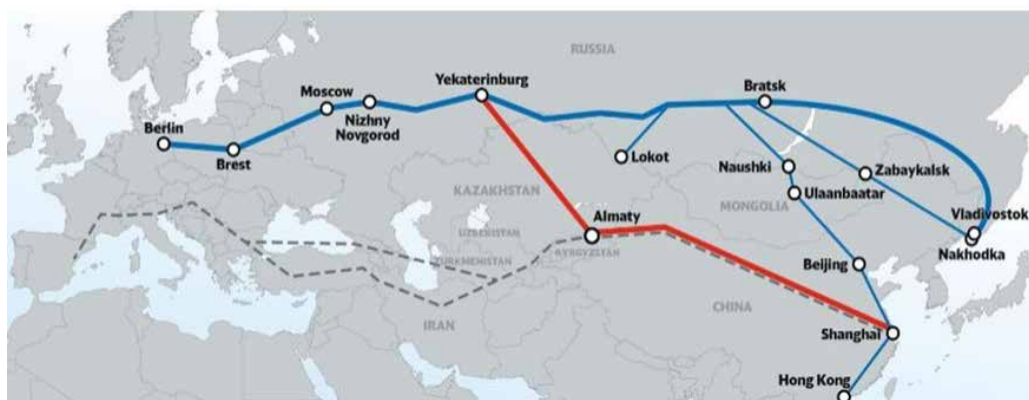 RUSSIA
Yekaterinburg
Bratsk
Moscow
Nizhny
Novgorod
Berlin
Brest
Lokot
Naushki
Zabaykalsk
KAZAKHSTAN
Ulaanbaatar
MONGOLIA
Almaty
Vladivostok
UZBEKISTAN
Nakhodka
KYRGYZSTAN
TURKMENISTAN
Beijing
CHINA
IRAN
Shanghai
Hong Kong